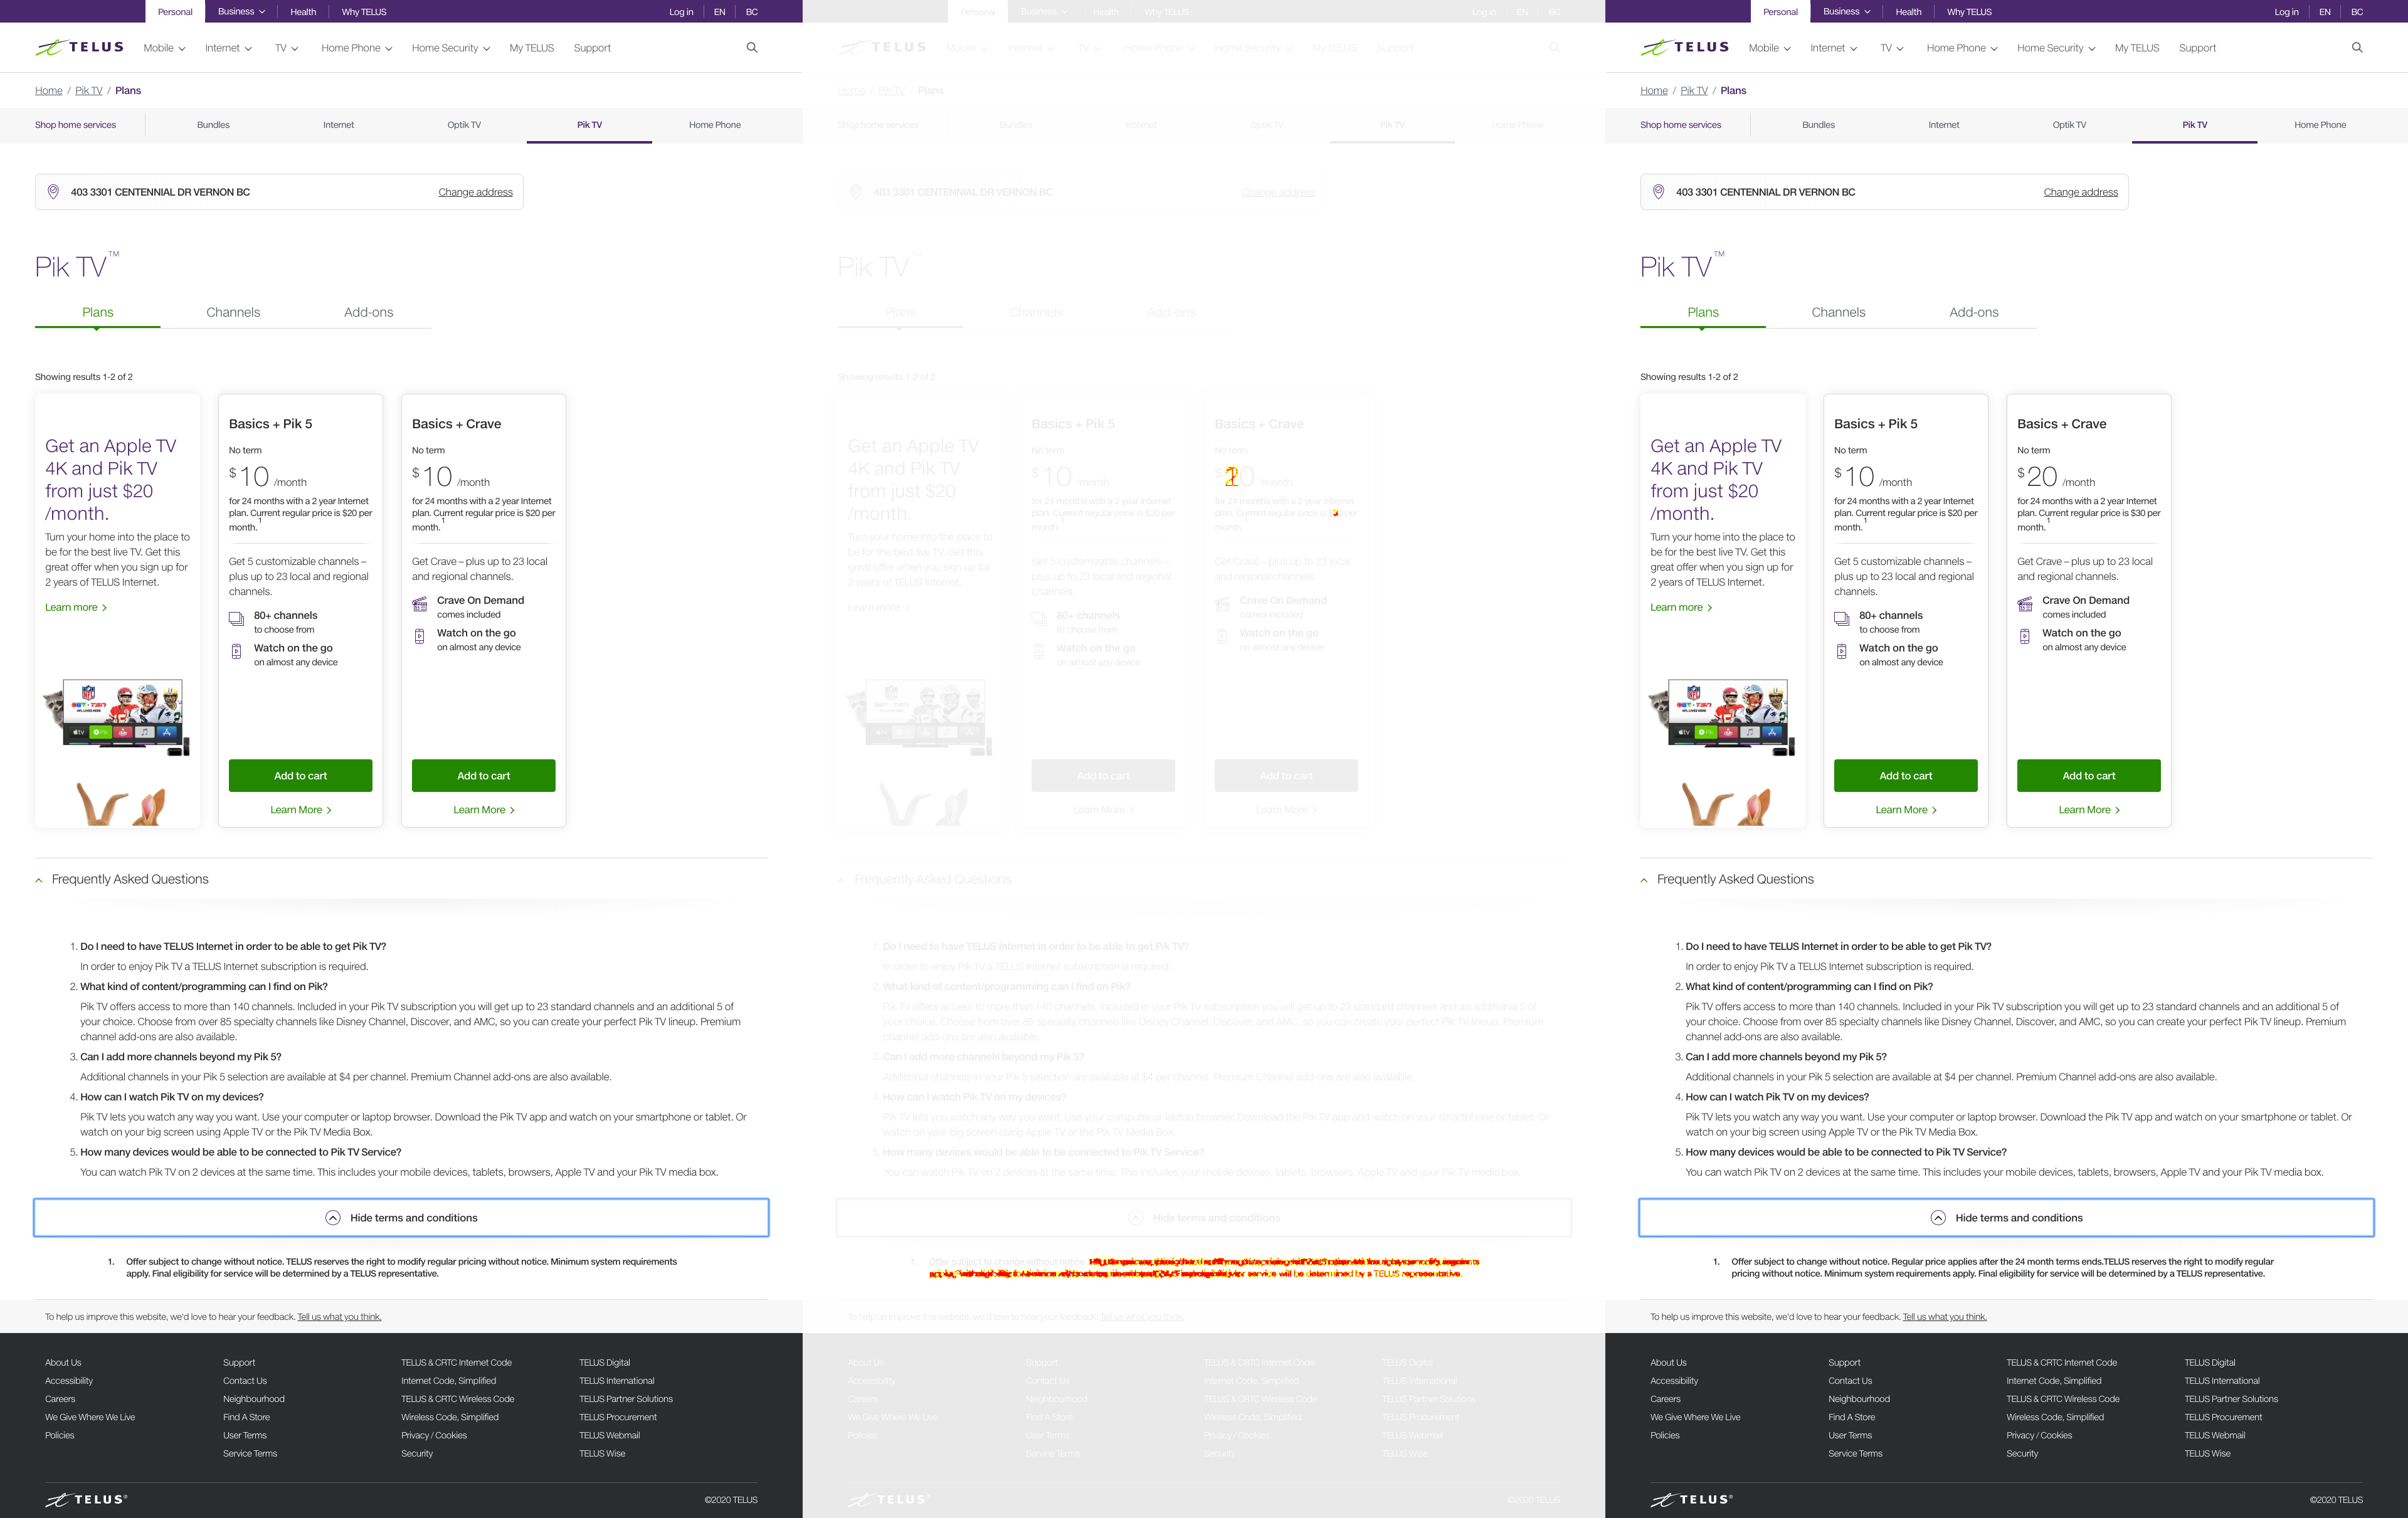 Personal
Business
Health
Why TELUS
Log in
EN
BC
TELUS
Mobile
Internet
TV
Home Phone
Home Security
My TELUS
Support
Home / Pik TV / Plans
Shop home services
Bundles
Internet
Optik TV
Pik TV
Home Phone
403 3301 CENTENNIAL DR VERNON BC
Change address
Pik TV™
Plans
Channels
Add-ons
Showing results 1-2 of 2
Get an Apple TV
4K and Pik TV
from just $20
/month.
Turn your home into the place to
be for the best live TV. Get this
great offer when you sign up for
2 years of TELUS Internet.
Learn more
Basics + Pik 5
No term
$10 /month
for 24 months with a 2 year Internet
plan. Current regular price is $20 per
month.1
Get 5 customizable channels –
plus up to 23 local and regional
channels.
80+ channels
to choose from
Watch on the go
on almost any device
Add to cart
Learn More
Basics + Crave
No term
$10 /month
for 24 months with a 2 year Internet
plan. Current regular price is $20 per
month.1
Get Crave – plus up to 23 local
and regional channels.
Crave On Demand
comes included
Watch on the go
on almost any device
Add to cart
Learn More
Frequently Asked Questions
1. Do I need to have TELUS Internet in order to be able to get Pik TV?
In order to enjoy Pik TV a TELUS Internet subscription is required.
2. What kind of content/programming can I find on Pik?
Pik TV offers access to more than 140 channels. Included in your Pik TV subscription you will get up to 23 standard channels and an additional 5 of
your choice. Choose from over 85 specialty channels like Disney Channel, Discover, and AMC, so you can create your perfect Pik TV lineup. Premium
channel add-ons are also available.
3. Can I add more channels beyond my Pik 5?
Additional channels in your Pik 5 selection are available at $4 per channel. Premium Channel add-ons are also available.
4. How can I watch Pik TV on my devices?
Pik TV lets you watch any way you want. Use your computer or laptop browser. Download the Pik TV app and watch on your smartphone or tablet. Or
watch on your big screen using Apple TV or the Pik TV Media Box.
5. How many devices would be able to be connected to Pik TV Service?
You can watch Pik TV on 2 devices at the same time. This includes your mobile devices, tablets, browsers, Apple TV and your Pik TV media box.
Hide terms and conditions
1. Offer subject to change without notice. TELUS reserves the right to modify regular pricing without notice. Minimum system requirements
apply. Final eligibility for service will be determined by a TELUS representative.
To help us improve this website, we'd love to hear your feedback. Tell us what you think.
About Us
Accessibility
Careers
We Give Where We Live
Policies
Support
Contact Us
Neighbourhood
Find A Store
User Terms
Service Terms
TELUS & CRTC Internet Code
Internet Code, Simplified
TELUS & CRTC Wireless Code
Wireless Code, Simplified
Privacy / Cookies
Security
TELUS Digital
TELUS International
TELUS Partner Solutions
TELUS Procurement
TELUS Webmail
TELUS Wise
TELUS®
©2020 TELUS
Personal
Business
Health
Why TELUS
Log in
EN
BC
TELUS
Mobile
Internet
TV
Home Phone
Home Security
My TELUS
Support
Home / Pik TV / Plans
Shop home services
Bundles
Internet
Optik TV
Pik TV
Home Phone
403 3301 CENTENNIAL DR VERNON BC
Change address
Pik TV™
Plans
Channels
Add-ons
Showing results 1-2 of 2
Get an Apple TV
4K and Pik TV
from just $20
/month.
Turn your home into the place to
be for the best live TV. Get this
great offer when you sign up for
2 years of TELUS Internet.
Learn more
Basics + Pik 5
No term
$10 /month
for 24 months with a 2 year Internet
plan. Current regular price is $20 per
month.1
Get 5 customizable channels –
plus up to 23 local and regional
channels.
80+ channels
to choose from
Watch on the go
on almost any device
Add to cart
Learn More
Basics + Crave
No term
/month
for 24 months with a 2 year Internet
plan. Current regular price is per
month.
Get Crave – plus up to 23 local
and regional channels.
Crave On Demand
comes included
Watch on the go
on almost any device
Add to cart
Learn More
Frequently Asked Questions
1. Do I need to have TELUS Internet in order to be able to get Pik TV?
In order to enjoy Pik TV a TELUS Internet subscription is required.
2. What kind of content/programming can I find on Pik?
Pik TV offers access to more than 140 channels. Included in your Pik TV subscription you will get up to 23 standard channels and an additional 5 of
your choice. Choose from over 85 specialty channels like Disney Channel, Discover, and AMC, so you can create your perfect Pik TV lineup. Premium
channel add-ons are also available.
3. Can I add more channels beyond my Pik 5?
Additional channels in your Pik 5 selection are available at $4 per channel. Premium Channel add-ons are also available.
4. How can I watch Pik TV on my devices?
Pik TV lets you watch any way you want. Use your computer or laptop browser. Download the Pik TV app and watch on your smartphone or tablet. Or
watch on your big screen using Apple TV or the Pik TV Media Box.
5. How many devices would be able to be connected to Pik TV Service?
You can watch Pik TV on 2 devices at the same time. This includes your mobile devices, tablets, browsers, Apple TV and your Pik TV media box.
Hide terms and conditions
1. Offer subject to change without notice.
for service will be determined by a TELUS representative.
To help us improve this website, we'd love to hear your feedback. Tell us what you think.
About Us
Accessibility
Careers
We Give Where We Live
Policies
Support
Contact Us
Neighbourhood
Find A Store
User Terms
Service Terms
TELUS & CRTC Internet Code
Internet Code, Simplified
TELUS & CRTC Wireless Code
Wireless Code, Simplified
Privacy / Cookies
Security
TELUS Digital
TELUS International
TELUS Partner Solutions
TELUS Procurement
TELUS Webmail
TELUS Wise
TELUS®
©2020 TELUS
Personal
Business
Health
Why TELUS
Log in
EN
BC
TELUS
Mobile
Internet
TV
Home Phone
Home Security
My TELUS
Support
Home / Pik TV / Plans
Shop home services
Bundles
Internet
Optik TV
Pik TV
Home Phone
403 3301 CENTENNIAL DR VERNON BC
Change address
Pik TV™
Plans
Channels
Add-ons
Showing results 1-2 of 2
Get an Apple TV
4K and Pik TV
from just $20
/month.
Turn your home into the place to
be for the best live TV. Get this
great offer when you sign up for
2 years of TELUS Internet.
Learn more
Basics + Pik 5
No term
$10 /month
for 24 months with a 2 year Internet
plan. Current regular price is $20 per
month.1
Get 5 customizable channels –
plus up to 23 local and regional
channels.
80+ channels
to choose from
Watch on the go
on almost any device
Add to cart
Learn More
Basics + Crave
No term
$20 /month
for 24 months with a 2 year Internet
plan. Current regular price is $30 per
month.1
Get Crave – plus up to 23 local
and regional channels.
Crave On Demand
comes included
Watch on the go
on almost any device
Add to cart
Learn More
Frequently Asked Questions
1. Do I need to have TELUS Internet in order to be able to get Pik TV?
In order to enjoy Pik TV a TELUS Internet subscription is required.
2. What kind of content/programming can I find on Pik?
Pik TV offers access to more than 140 channels. Included in your Pik TV subscription you will get up to 23 standard channels and an additional 5 of
your choice. Choose from over 85 specialty channels like Disney Channel, Discover, and AMC, so you can create your perfect Pik TV lineup. Premium
channel add-ons are also available.
3. Can I add more channels beyond my Pik 5?
Additional channels in your Pik 5 selection are available at $4 per channel. Premium Channel add-ons are also available.
4. How can I watch Pik TV on my devices?
Pik TV lets you watch any way you want. Use your computer or laptop browser. Download the Pik TV app and watch on your smartphone or tablet. Or
watch on your big screen using Apple TV or the Pik TV Media Box.
5. How many devices would be able to be connected to Pik TV Service?
You can watch Pik TV on 2 devices at the same time. This includes your mobile devices, tablets, browsers, Apple TV and your Pik TV media box.
Hide terms and conditions
1. Offer subject to change without notice. Regular price applies after the 24 month terms ends.TELUS reserves the right to modify regular
pricing without notice. Minimum system requirements apply. Final eligibility for service will be determined by a TELUS representative.
To help us improve this website, we'd love to hear your feedback. Tell us what you think.
About Us
Accessibility
Careers
We Give Where We Live
Policies
Support
Contact Us
Neighbourhood
Find A Store
User Terms
Service Terms
TELUS & CRTC Internet Code
Internet Code, Simplified
TELUS & CRTC Wireless Code
Wireless Code, Simplified
Privacy / Cookies
Security
TELUS Digital
TELUS International
TELUS Partner Solutions
TELUS Procurement
TELUS Webmail
TELUS Wise
TELUS®
©2020 TELUS